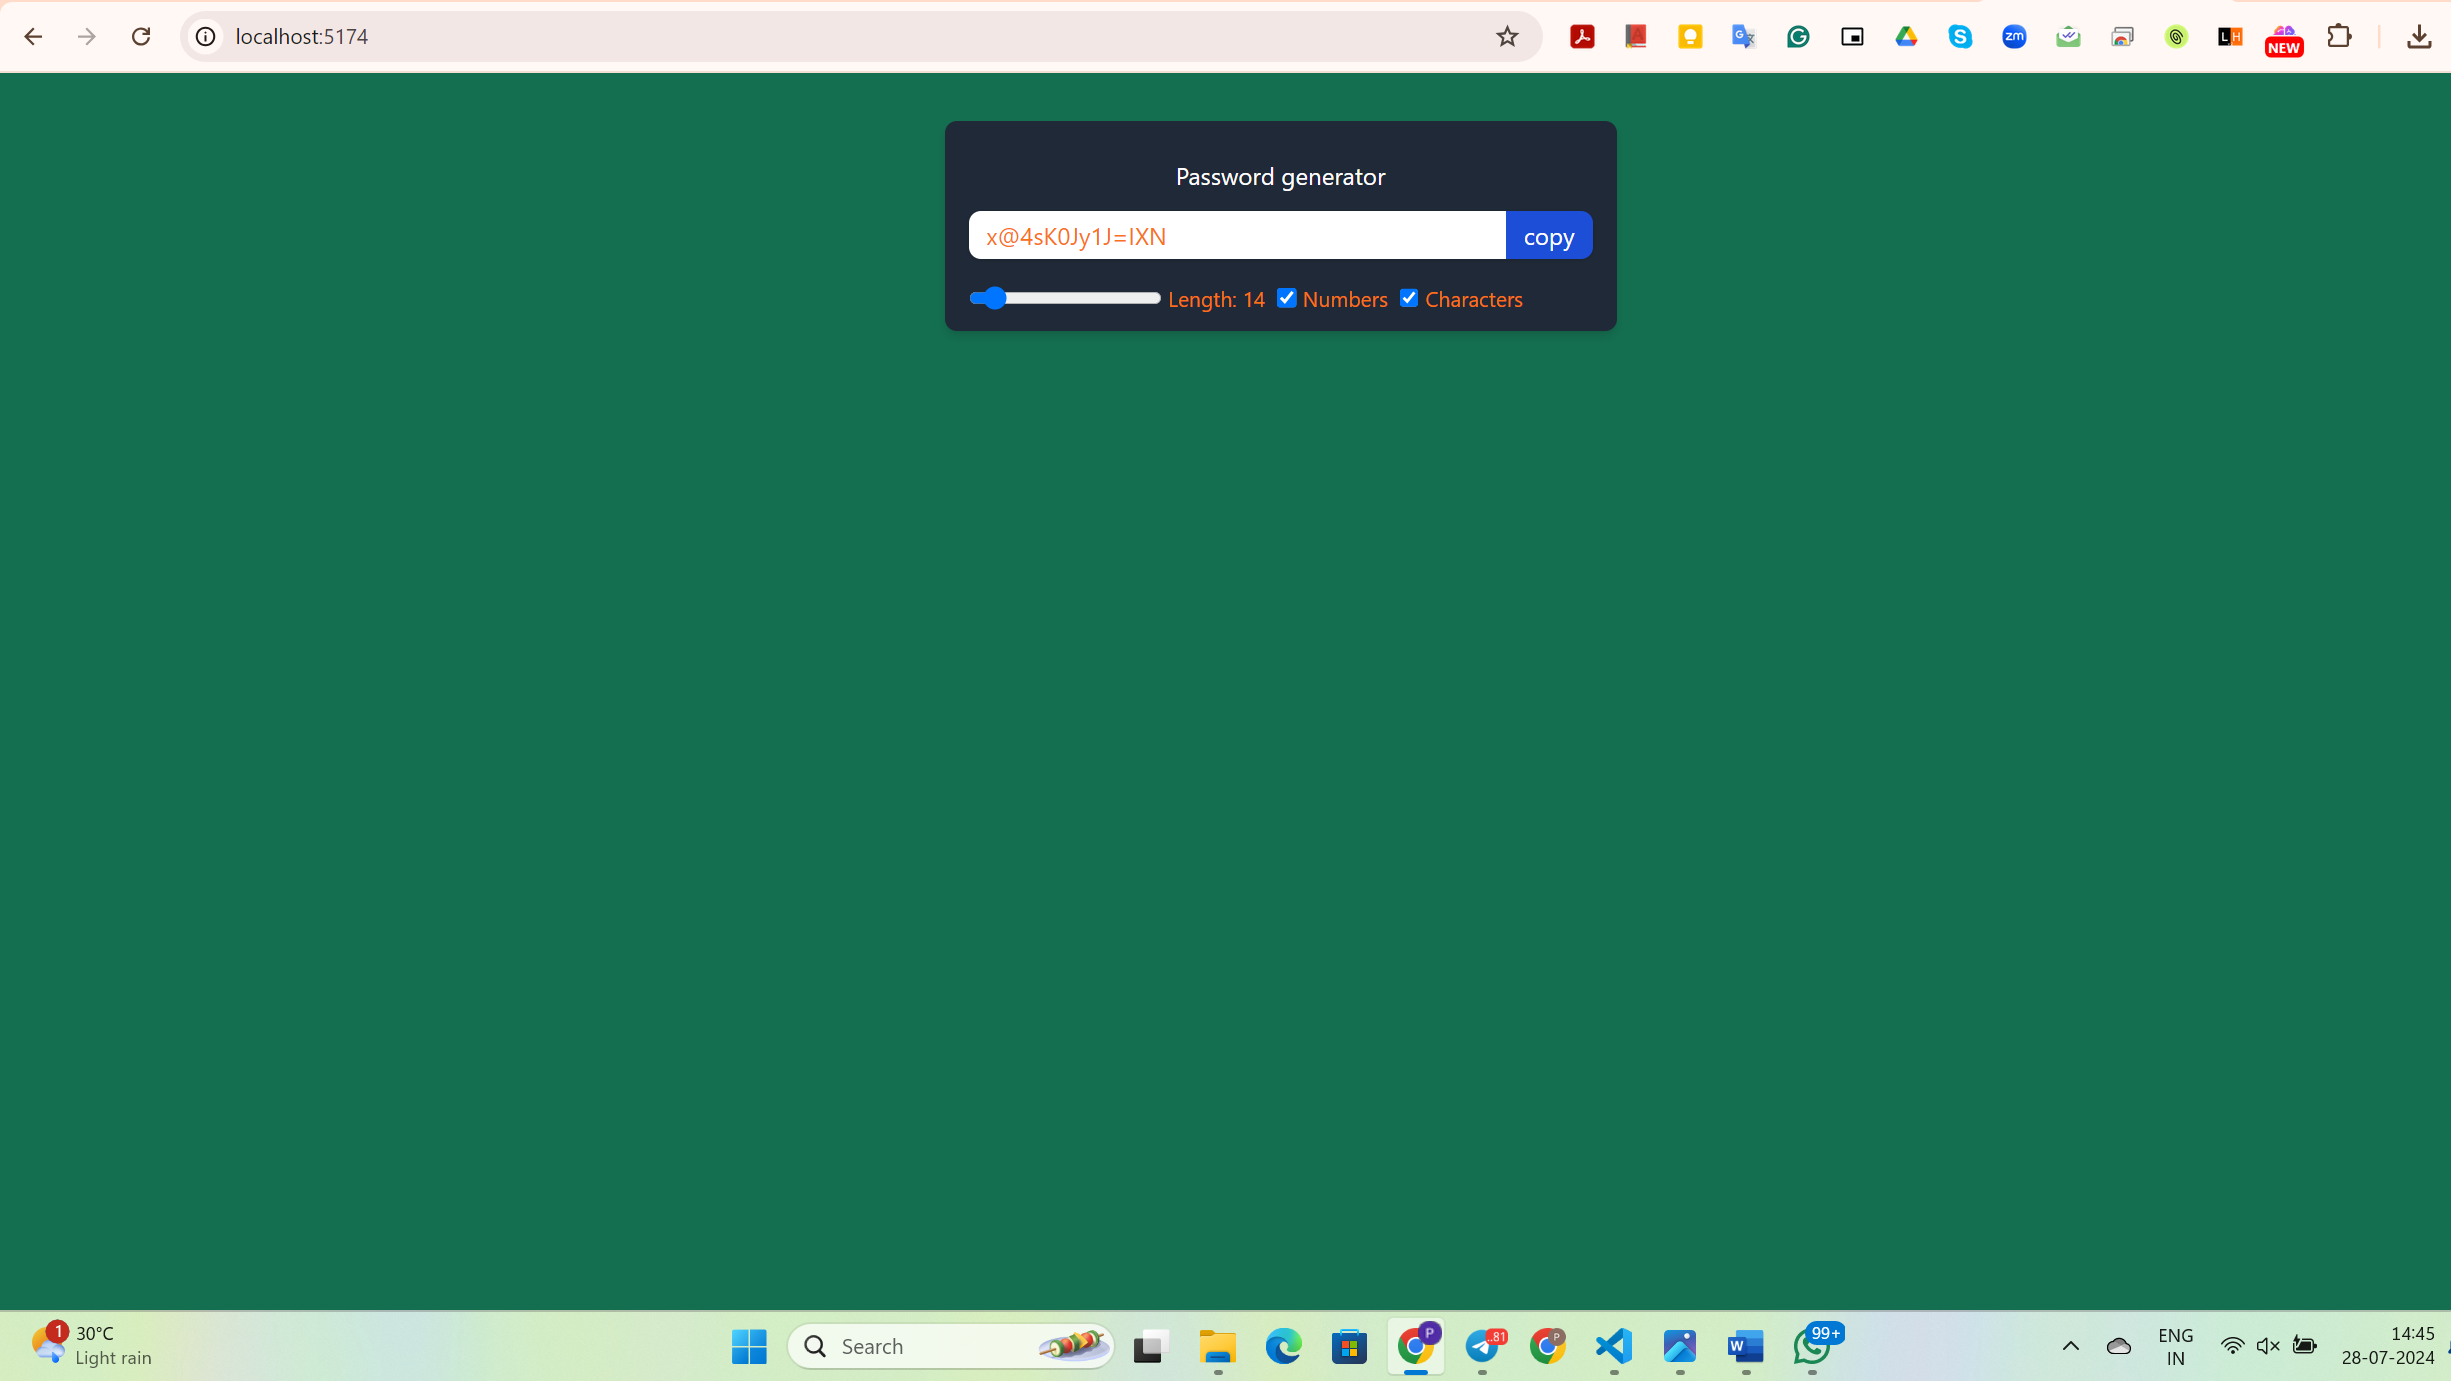 localhost:5174
NEW
Password generator
x@4sK0Jy1J=IXN
copy
Length: 14 Numbers Characters
1
30°C
Light rain
Search
P
..81
P
99+
ENG
IN
14:45
28-07-2024